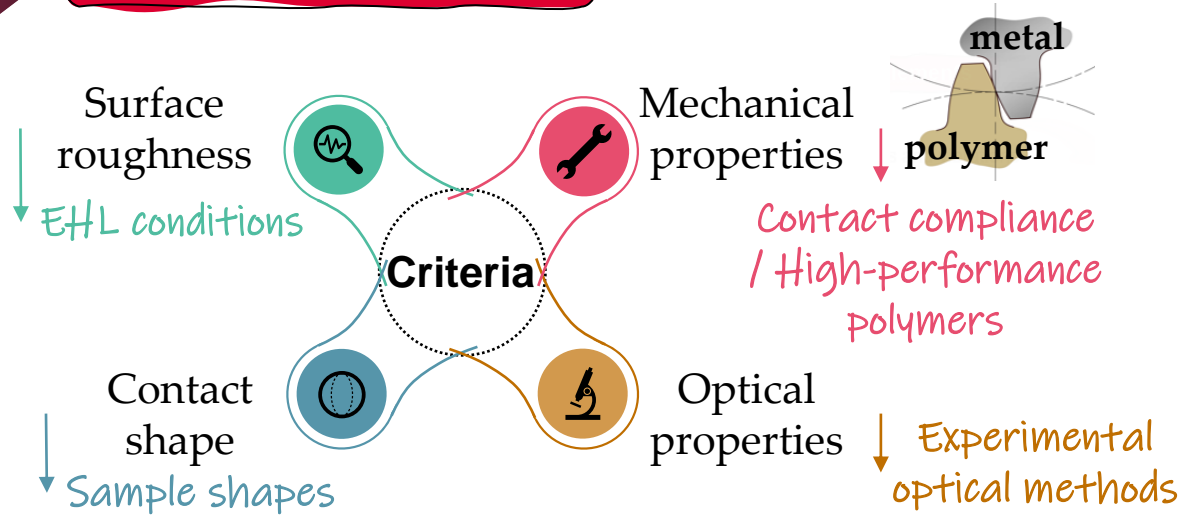 Surface
roughness
EHL conditions
Mechanical
properties
metal
polymer
Contact compliance
/ High-performance
polymers
Criteria
Contact
shape
Sample shapes
Optical
properties
Experimental
optical methods